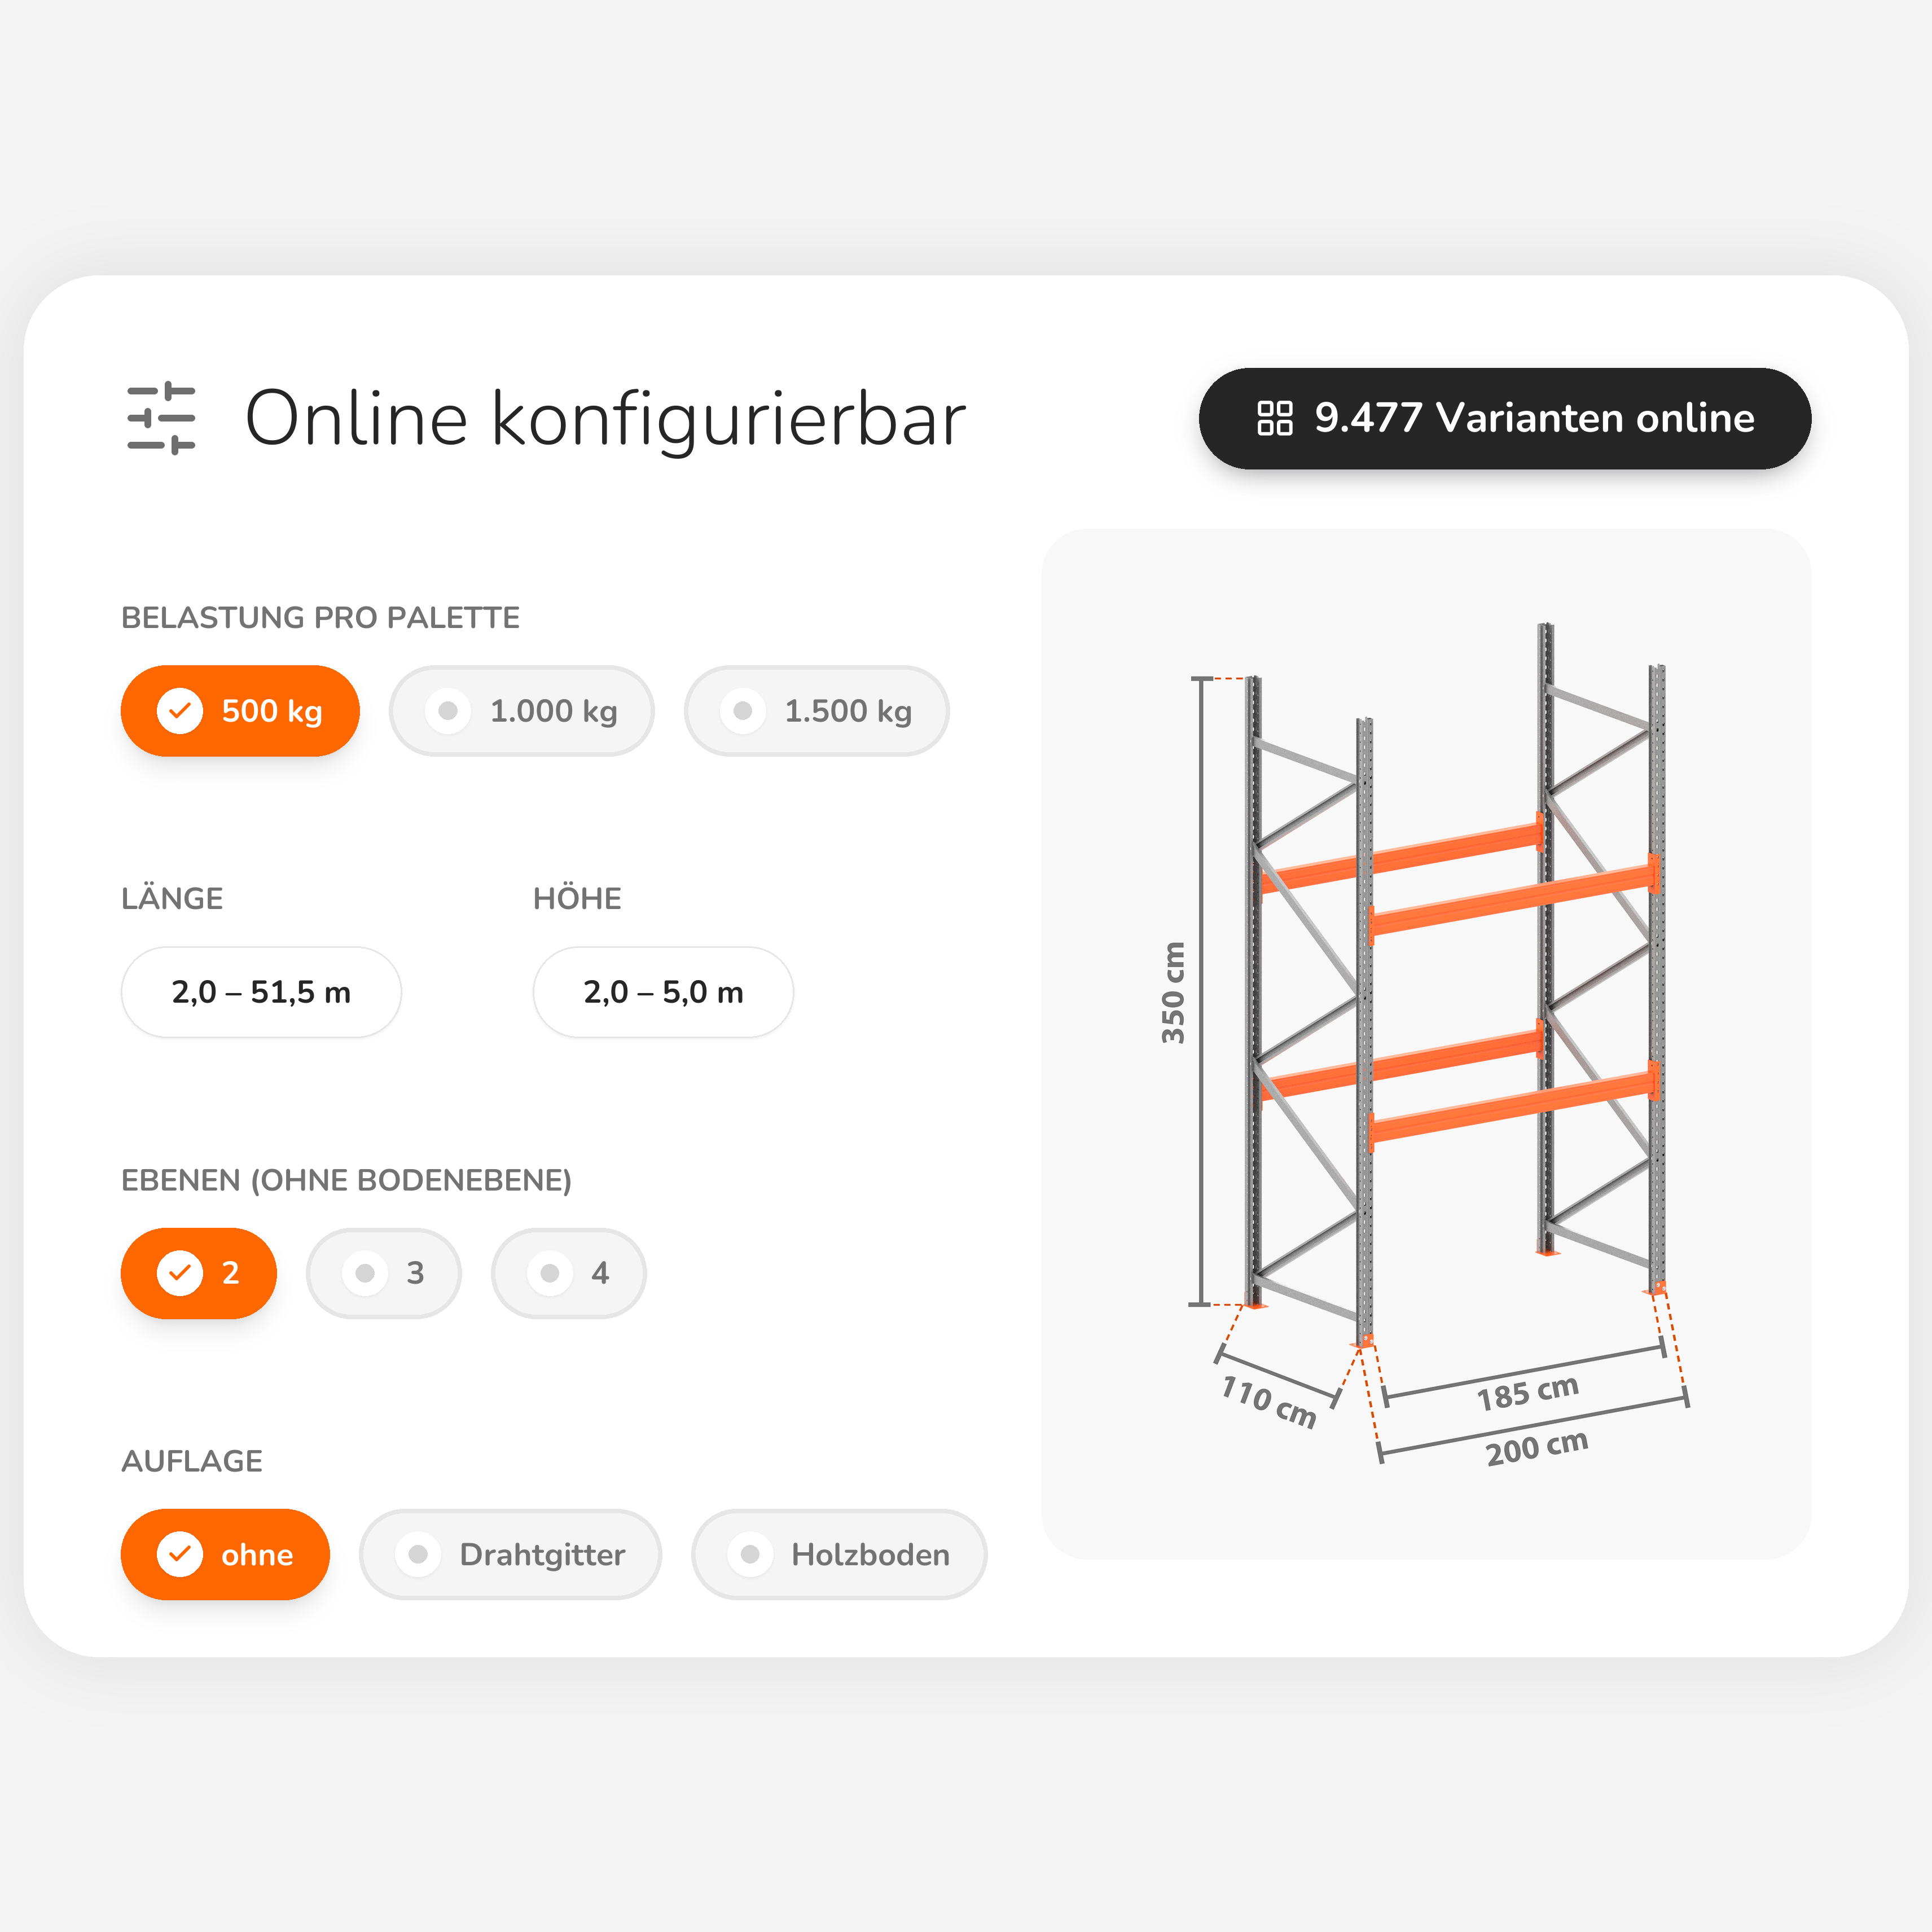 Online konfigurierbar
9.477 Varianten online
BELASTUNG PRO PALETTE
500 kg
1.000 kg
1.500 kg
LÄNGE
HÖHE
2,0 – 51,5 m
2,0 – 5,0 m
EBENEN (OHNE BODENEBENE)
2
3
4
AUFLAGE
ohne
Drahtgitter
Holzboden
350 cm
110 cm
185 cm
200 cm